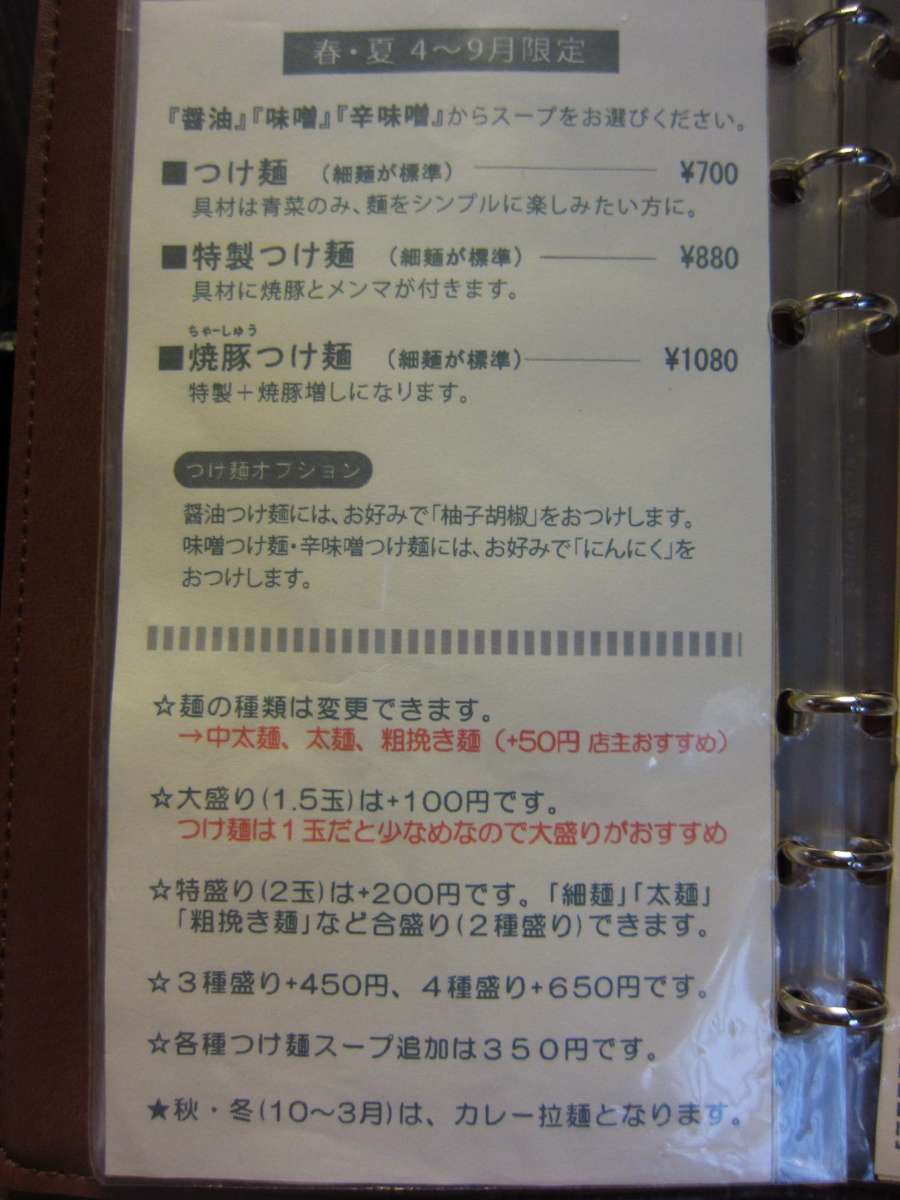 春・夏 4～9月限定
『醤油』『味噌』『辛味噌』からスープをお選びください。
■つけ麺 （細麺が標準） ¥700
具材は青菜のみ、麺をシンプルに楽しみたい方に。
■特製つけ麺 （細麺が標準） ¥880
具材に焼豚とメンマが付きます。
ちゃーしゅう
■焼豚つけ麺 （細麺が標準） ¥1080
特製＋焼豚増しになります。
つけ麺オプション
醤油つけ麺には、お好みで「柚子胡椒」をおつけします。
味噌つけ麺・辛味噌つけ麺には、お好みで「にんにく」を
おつけします。
☆麺の種類は変更できます。
→中太麺、太麺、粗挽き麺（+50円 店主おすすめ）
☆大盛り(1.5玉)は+100円です。
つけ麺は１玉だと少なめなので大盛りがおすすめ
☆特盛り(2玉)は+200円です。「細麺」「太麺」
「粗挽き麺」など合盛り(２種盛り)できます。
☆３種盛り+450円、４種盛り+650円です。
☆各種つけ麺スープ追加は３５０円です。
★秋・冬(10～3月)は、カレー拉麺となります。